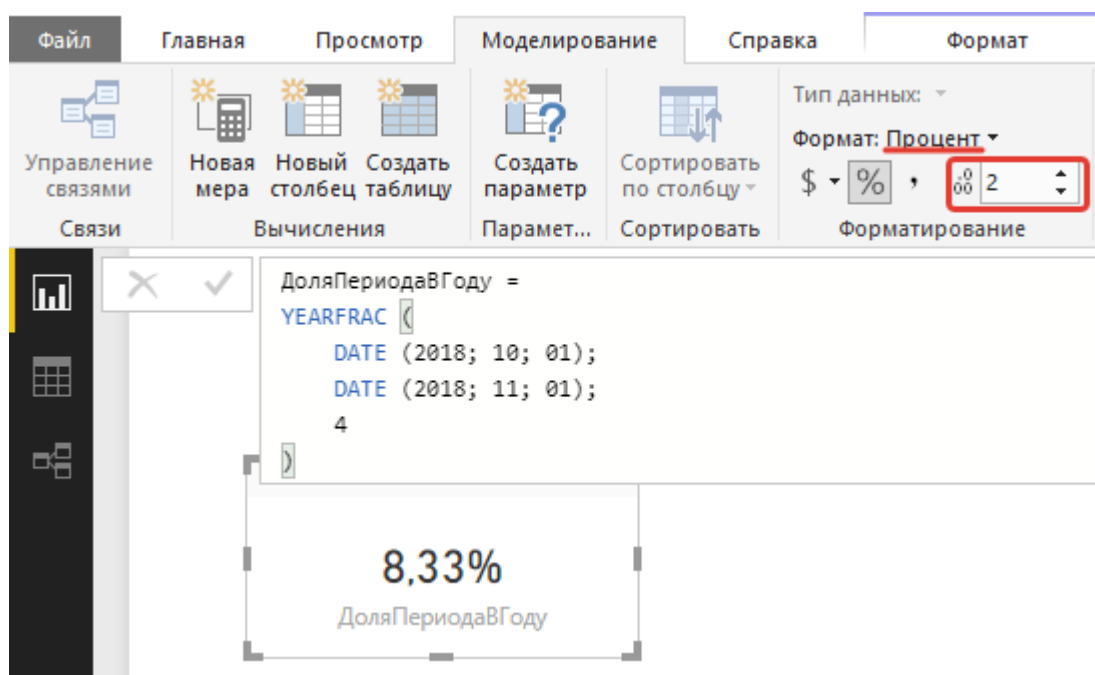 Файл Главная Просмотр Моделирование Справка Формат
Тип данных:
Формат: Процент
Управление связями
Новая мера
Новый столбец
Создать таблицу
Создать параметр
Сортировать по столбцу
$ % , .0 00 2
Связи Вычисления Парамет... Сортировать Форматирование
ДоляПериодаВГоду =
YEARFRAC (
DATE (2018; 10; 01);
DATE (2018; 11; 01);
4
)
8,33%
ДоляПериодаВГоду